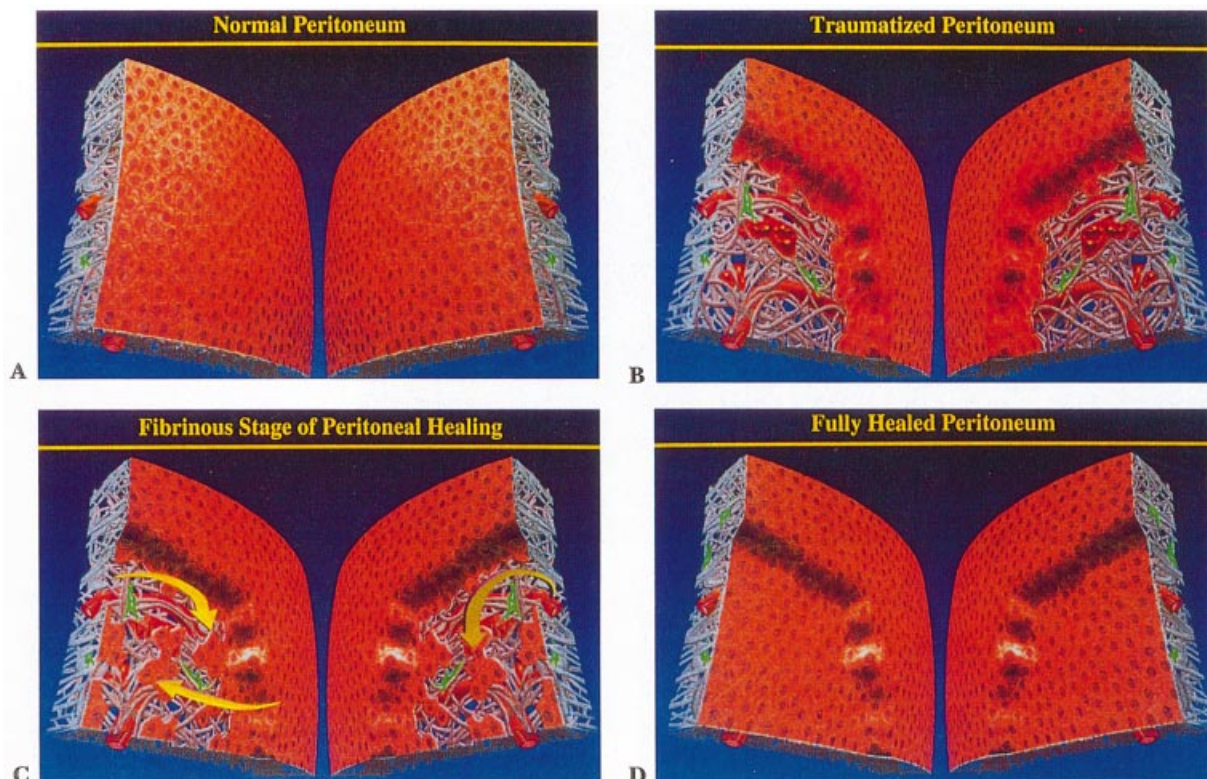 Normal Peritoneum
Traumatized Peritoneum
A
B
Fibrinous Stage of Peritoneal Healing
Fully Healed Peritoneum
C
D